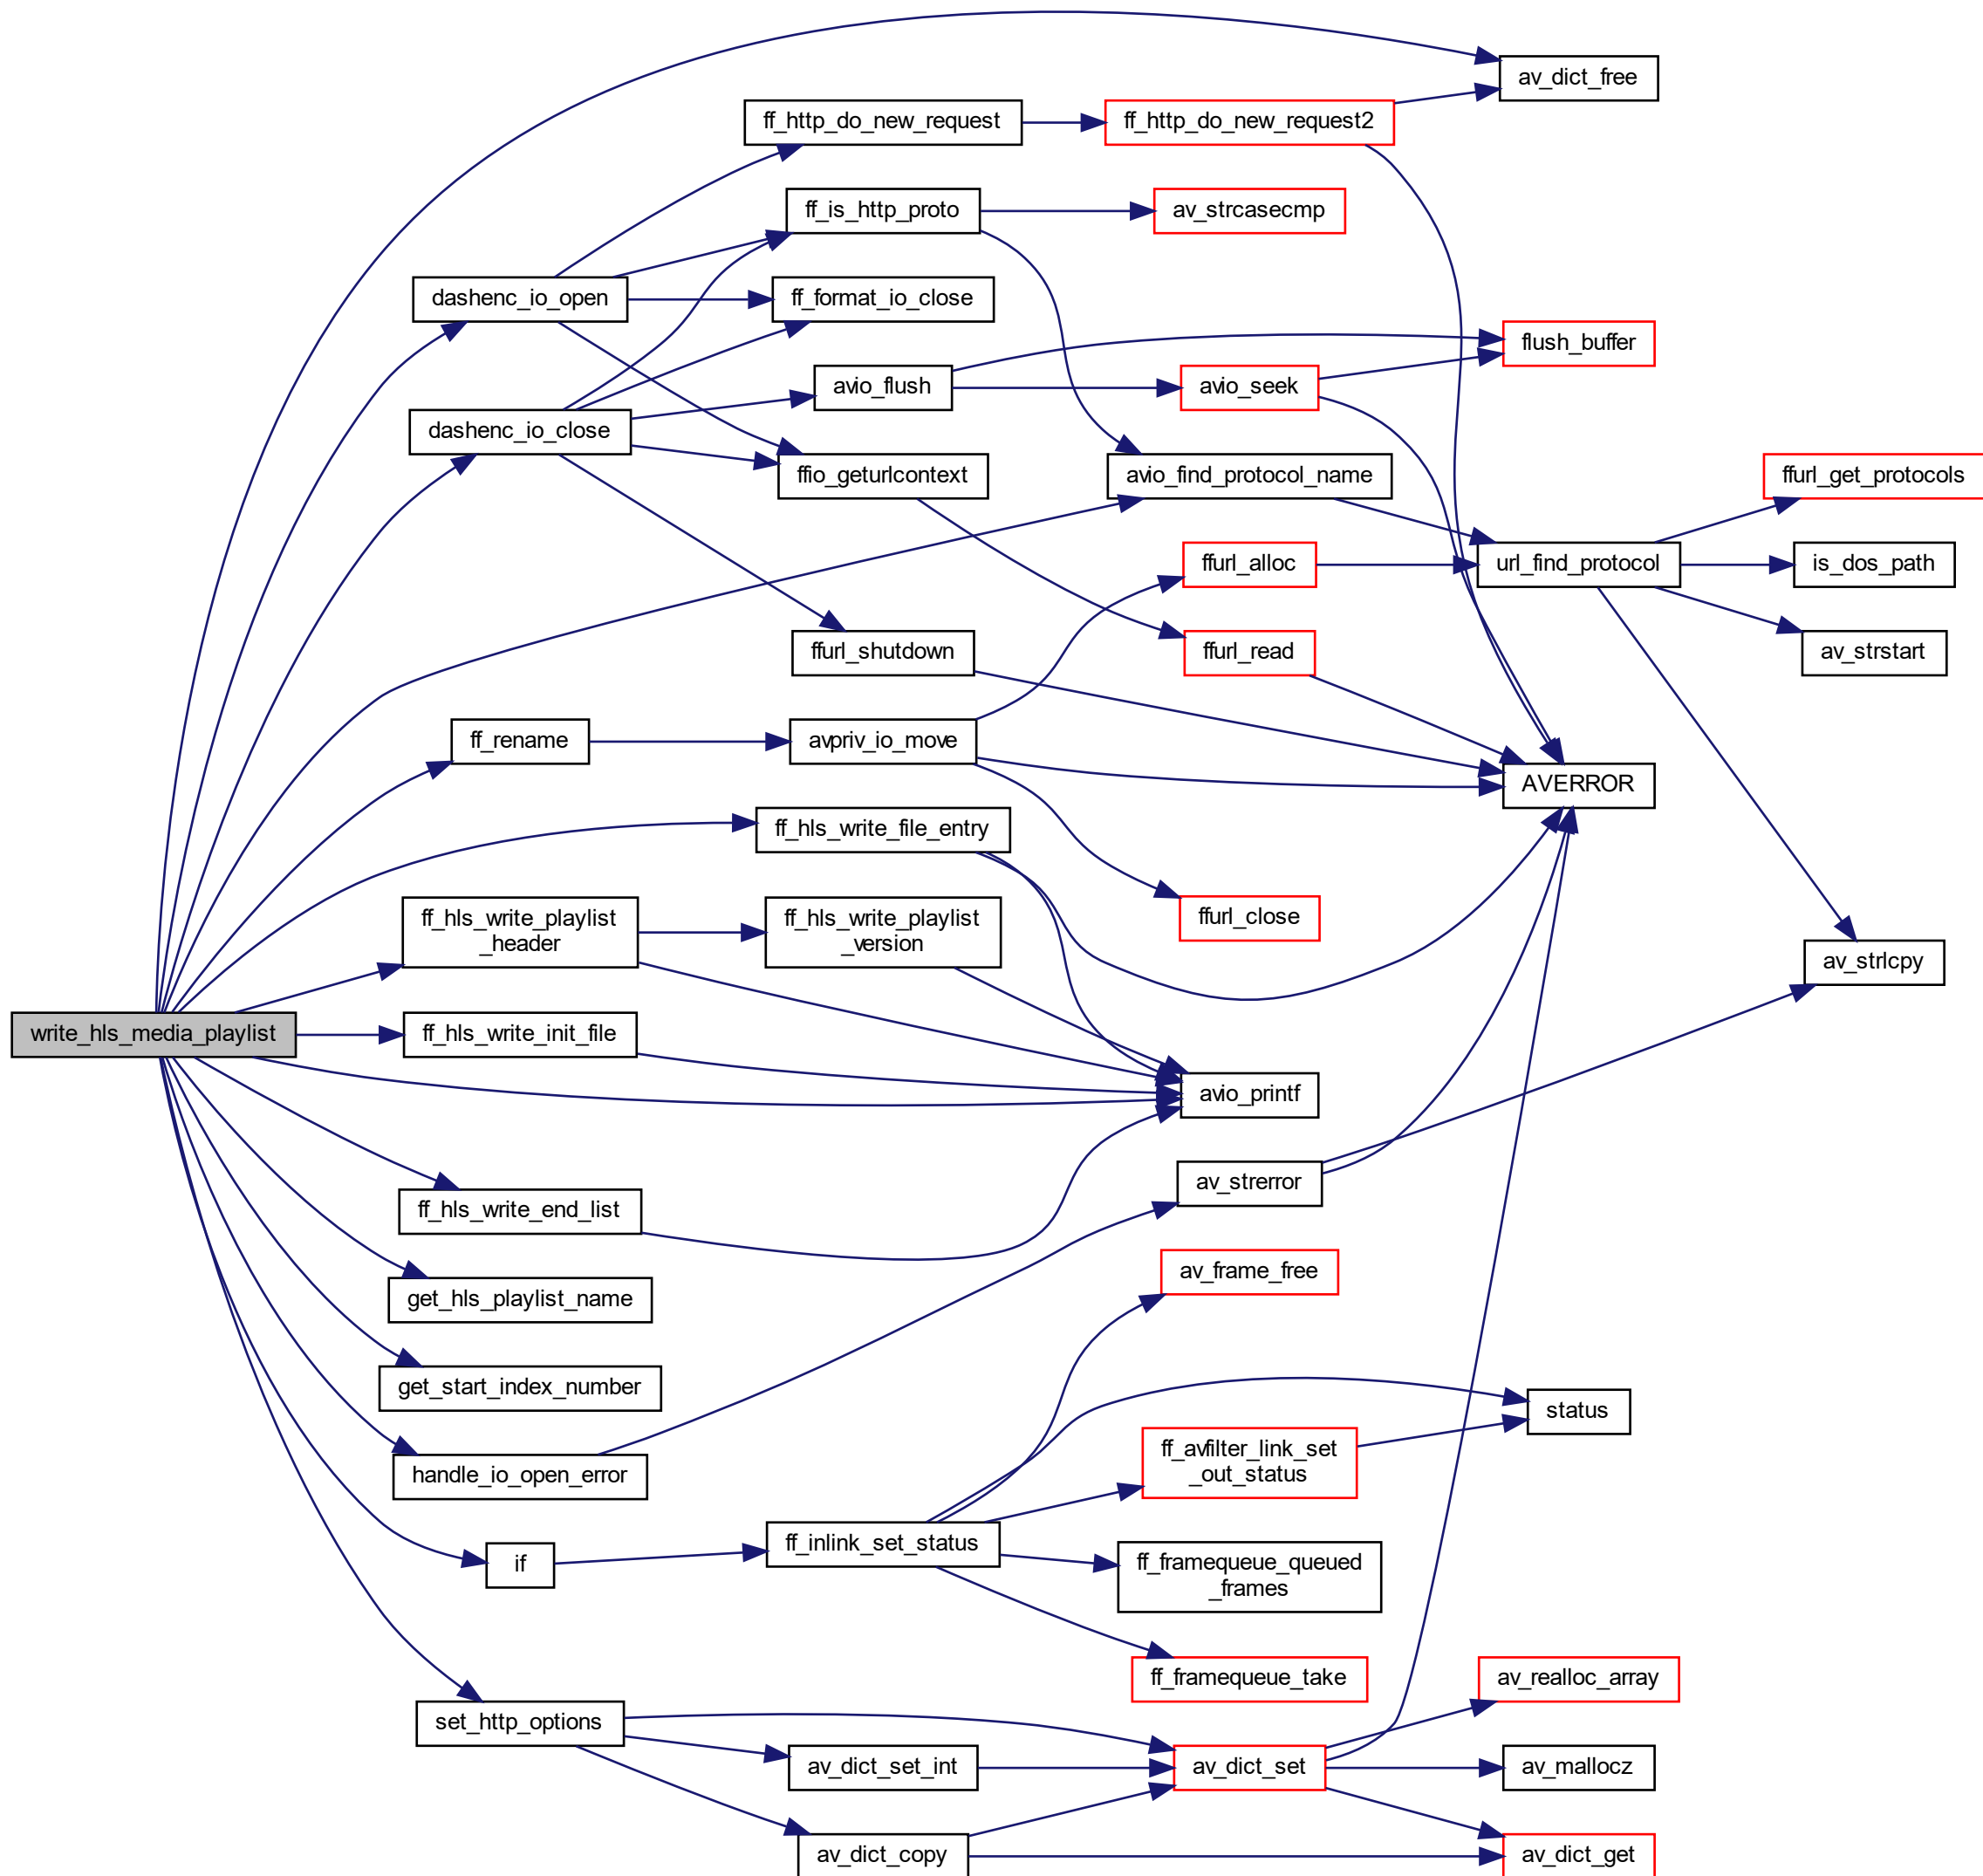 av_dict_free
ff_http_do_new_request
ff_http_do_new_request2
ff_is_http_proto
av_strcasecmp
dashenc_io_open
ff_format_io_close
flush_buffer
avio_flush
avio_seek
dashenc_io_close
ffio_geturlcontext
avio_find_protocol_name
ffurl_get_protocols
ffurl_alloc
url_find_protocol
is_dos_path
ffurl_shutdown
ffurl_read
av_strstart
ff_rename
avpriv_io_move
AVERROR
ff_hls_write_file_entry
ff_hls_write_playlist
_header
ff_hls_write_playlist
_version
ffurl_close
av_strlcpy
write_hls_media_playlist
ff_hls_write_init_file
avio_printf
ff_hls_write_end_list
av_strerror
get_hls_playlist_name
av_frame_free
get_start_index_number
status
handle_io_open_error
ff_avfilter_link_set
_out_status
if
ff_inlink_set_status
ff_framequeue_queued
_frames
ff_framequeue_take
av_realloc_array
set_http_options
av_dict_set_int
av_dict_set
av_mallocz
av_dict_copy
av_dict_get